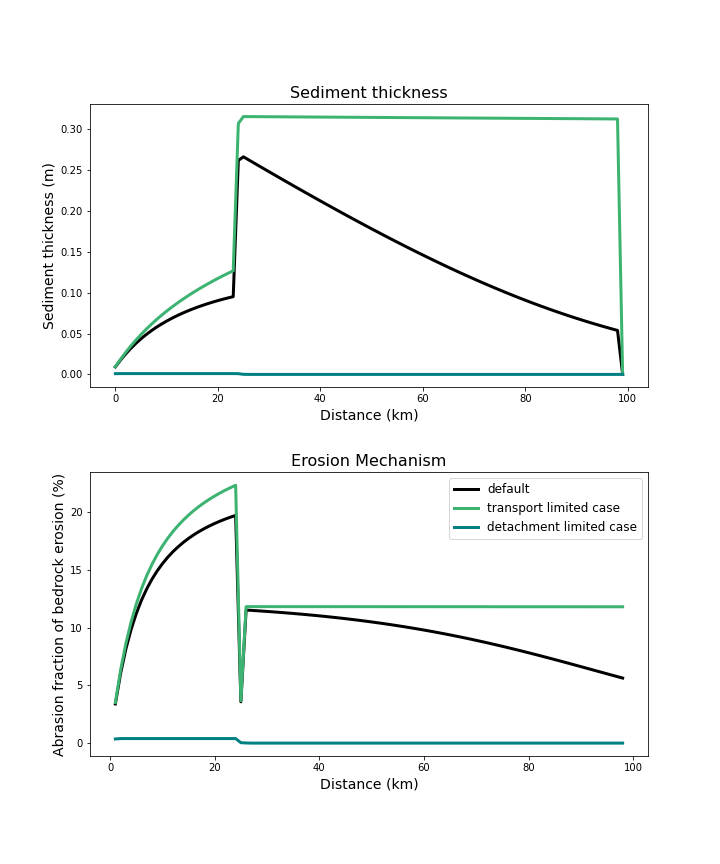 Sediment thickness
Sediment thickness (m)
0.30
0.25
0.20
0.15
0.10
0.05
0.00
0 20 40 60 80 100
Distance (km)
Erosion Mechanism
Abrasion fraction of bedrock erosion (%)
20
15
10
5
0
default
transport limited case
detachment limited case
0 20 40 60 80 100
Distance (km)